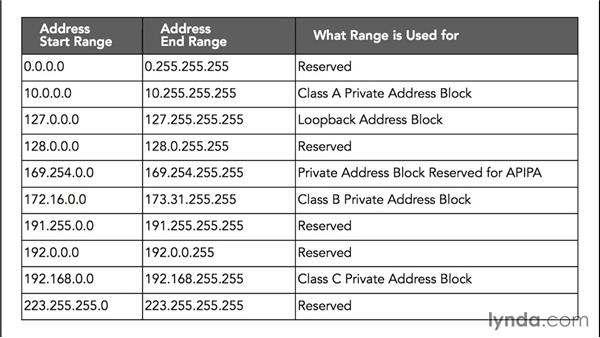 Address Start Range | Address End Range | What Range is Used for
0.0.0.0 | 0.255.255.255 | Reserved
10.0.0.0 | 10.255.255.255 | Class A Private Address Block
127.0.0.0 | 127.255.255.255 | Loopback Address Block
128.0.0.0 | 128.0.255.255 | Reserved
169.254.0.0 | 169.254.255.255 | Private Address Block Reserved for APIPA
172.16.0.0 | 173.31.255.255 | Class B Private Address Block
191.255.0.0 | 191.255.255.255 | Reserved
192.0.0.0 | 192.0.0.255 | Reserved
192.168.0.0 | 192.168.255.255 | Class C Private Address Block
223.255.255.0 | 223.255.255.255 | Reserved
lynda.com